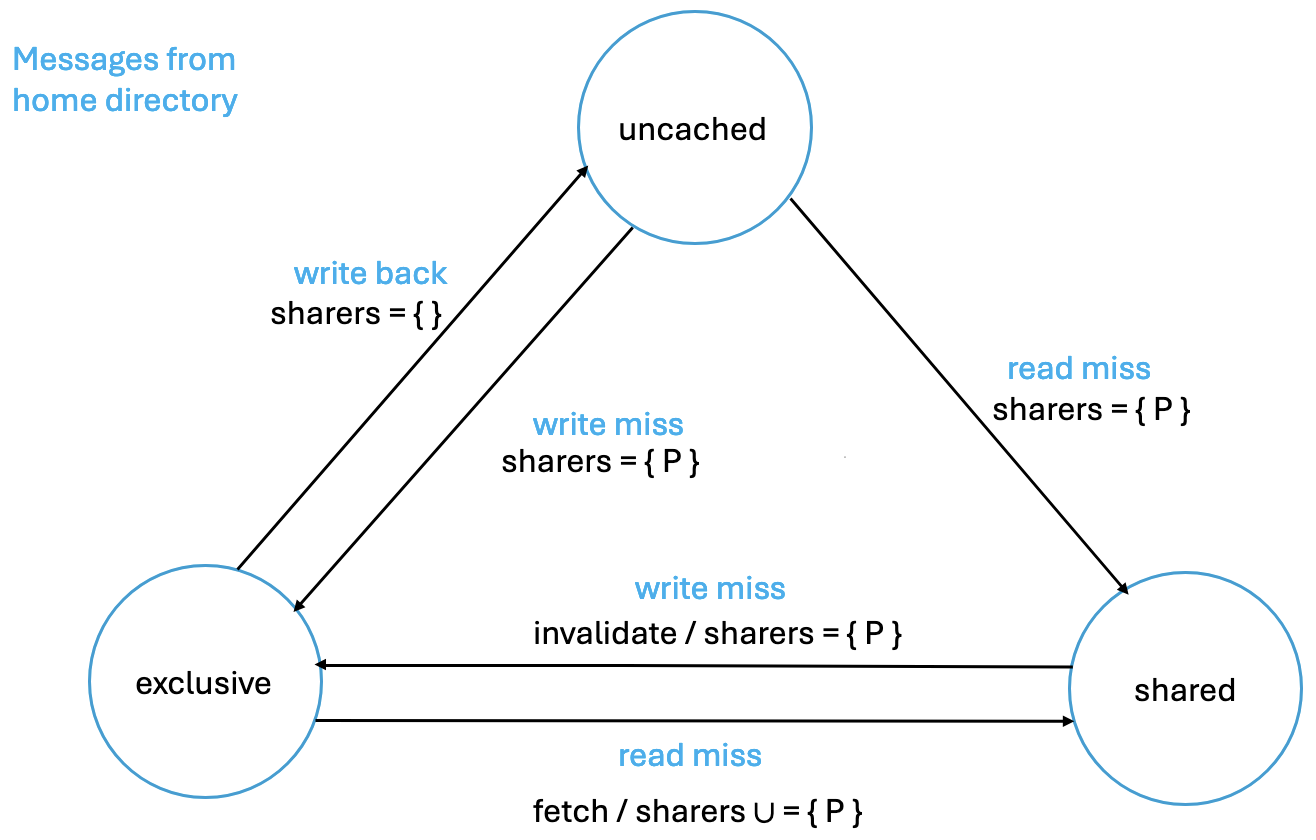 Messages from
home directory
uncached
write back
sharers = { }
read miss
sharers = { P }
write miss
sharers = { P }
write miss
invalidate / sharers = { P }
exclusive
shared
read miss
fetch / sharers ∪ = { P }